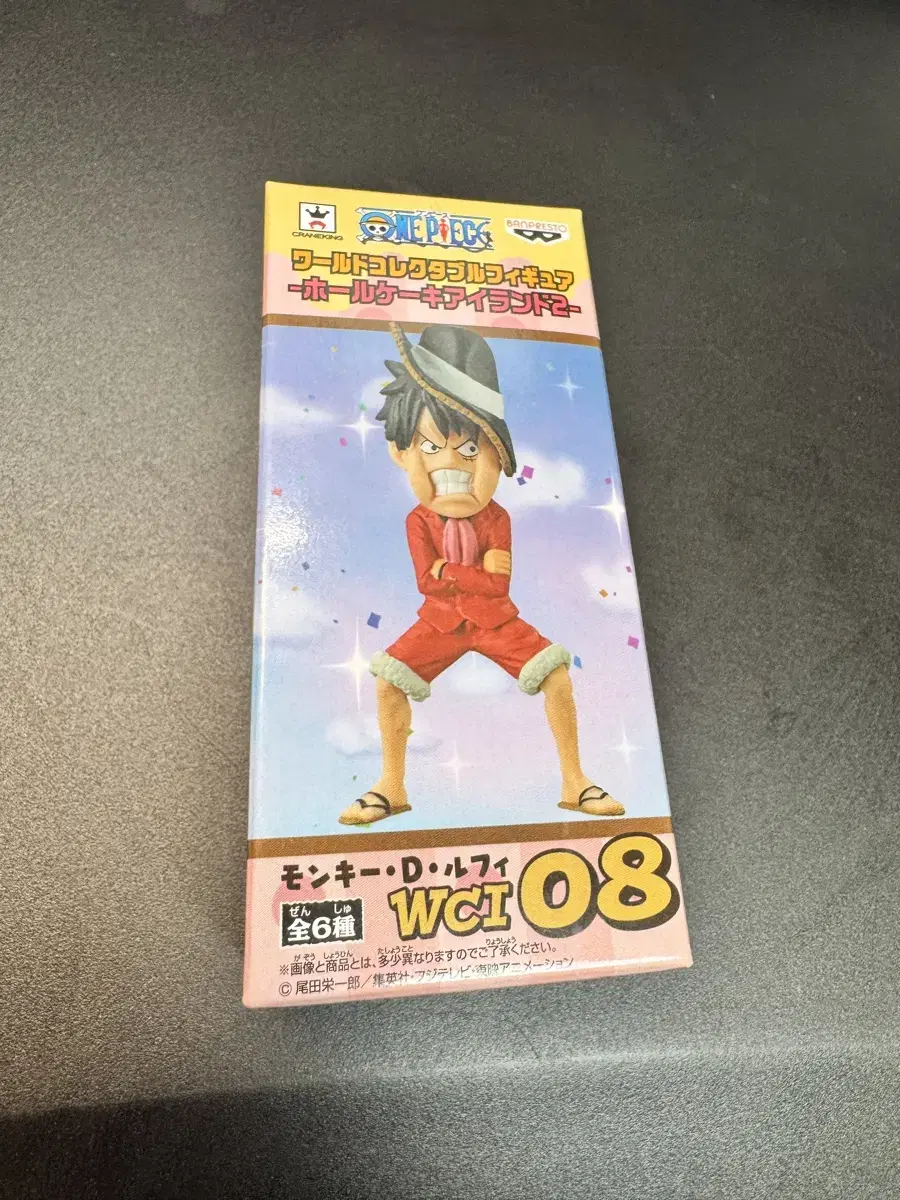 CRANEKING
ワンピース
ONE PIECE
BANPRESTO
ワールドコレクタブルフィギュア
-ホールケーキアイランド2-
モンキー・D・ルフィ
ぜん しゅ
全6種
WCI 08
がぞう しょうひん たしょうこと りょうしょう
※画像と商品とは、多少異なりますのでご了承ください。
© 尾田栄一郎／集英社・フジテレビ・東映アニメーション